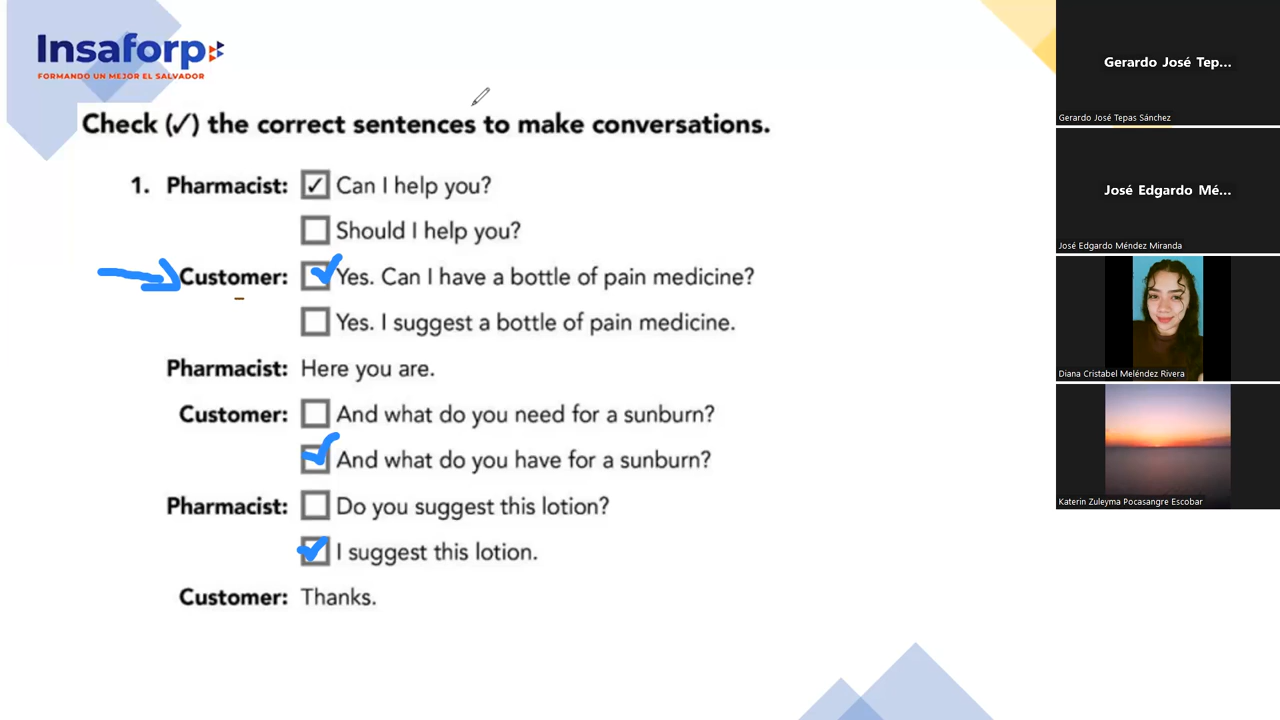 Insaforp
FORMANDO UN MEJOR EL SALVADOR
Check (✓) the correct sentences to make conversations.
1. Pharmacist: ✓ Can I help you?
Should I help you?
Customer: ✓ Yes. Can I have a bottle of pain medicine?
Yes. I suggest a bottle of pain medicine.
Pharmacist: Here you are.
Customer: And what do you need for a sunburn?
✓ And what do you have for a sunburn?
Pharmacist: Do you suggest this lotion?
✓ I suggest this lotion.
Customer: Thanks.
Gerardo José Tep...
Gerardo José Tepas Sánchez
José Edgardo Mé...
José Edgardo Méndez Miranda
Diana Cristabel Meléndez Rivera
Katerin Zuleyma Pocasangre Escobar